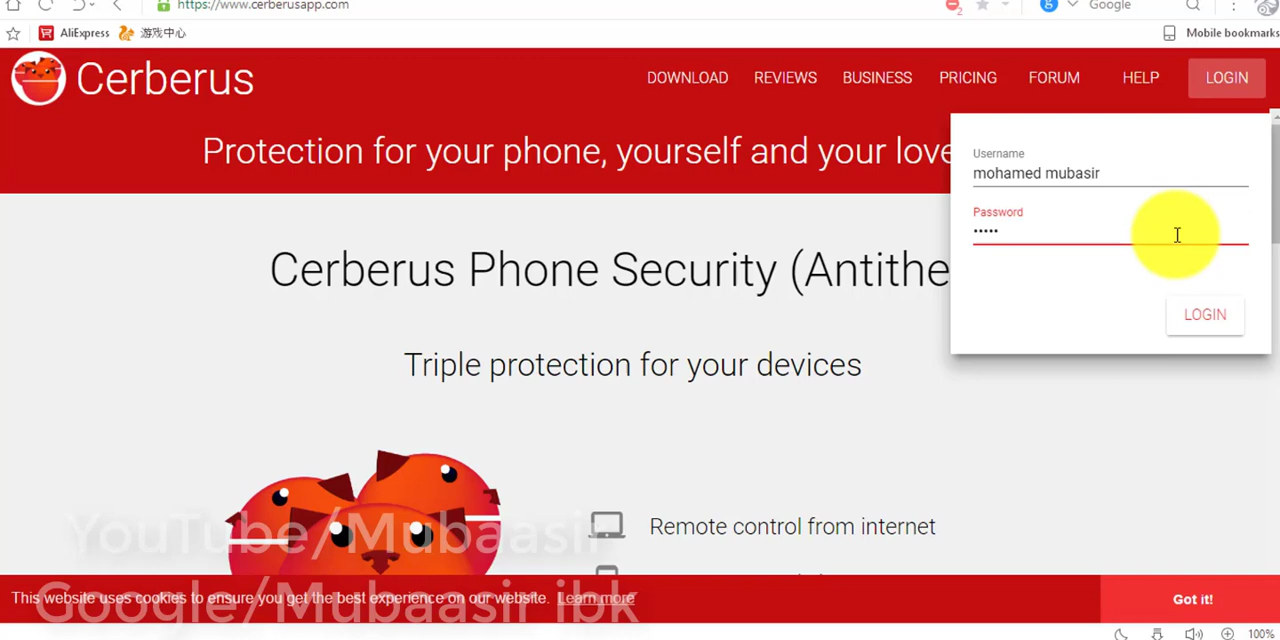 https://www.cerberusapp.com
2
Google
AliExpress
游戏中心
Mobile bookmarks
Cerberus
DOWNLOAD
REVIEWS
BUSINESS
PRICING
FORUM
HELP
LOGIN
Protection for your phone, yourself and your love
Username
mohamed mubasir
Password
•••••
LOGIN
Cerberus Phone Security (Antithe
Triple protection for your devices
Remote control from internet
YouTube/Mubaasir
This website uses cookies to ensure you get the best experience on our website. Learn more
Got it!
Google/Mubaasir ibk
100%